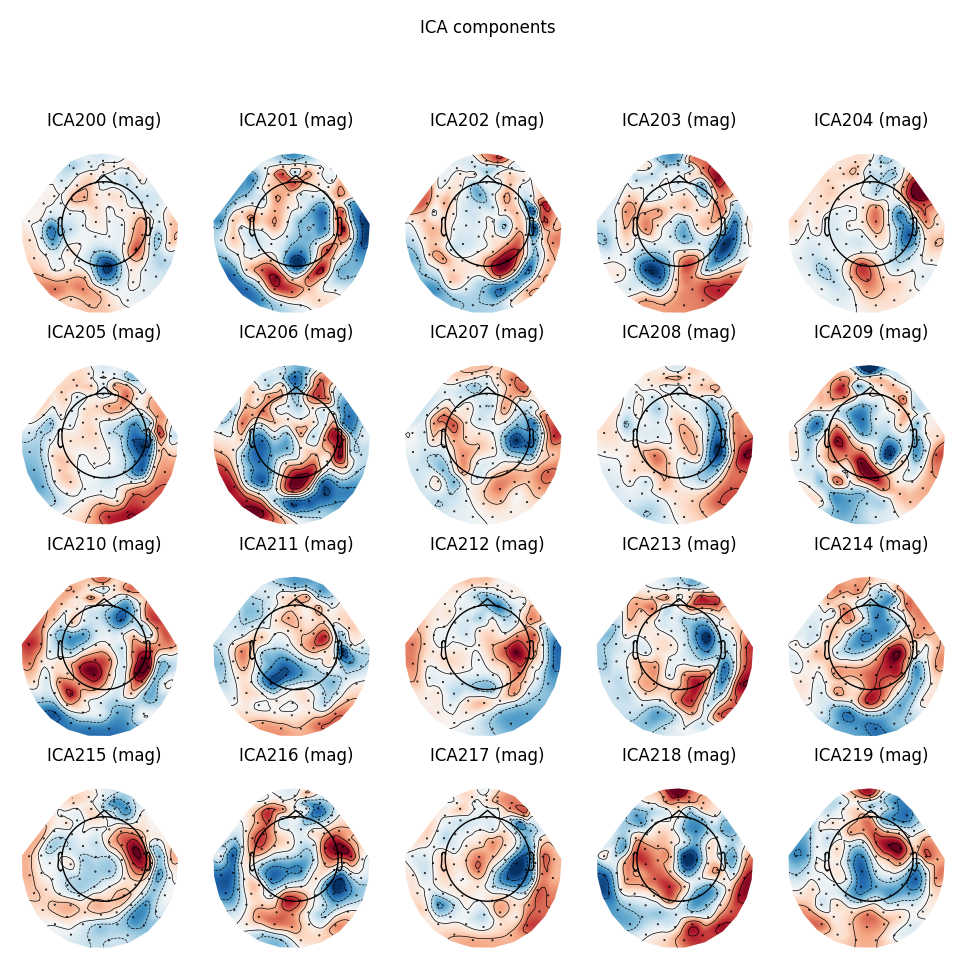 ICA components
ICA200 (mag) ICA201 (mag) ICA202 (mag) ICA203 (mag) ICA204 (mag)
ICA205 (mag) ICA206 (mag) ICA207 (mag) ICA208 (mag) ICA209 (mag)
ICA210 (mag) ICA211 (mag) ICA212 (mag) ICA213 (mag) ICA214 (mag)
ICA215 (mag) ICA216 (mag) ICA217 (mag) ICA218 (mag) ICA219 (mag)